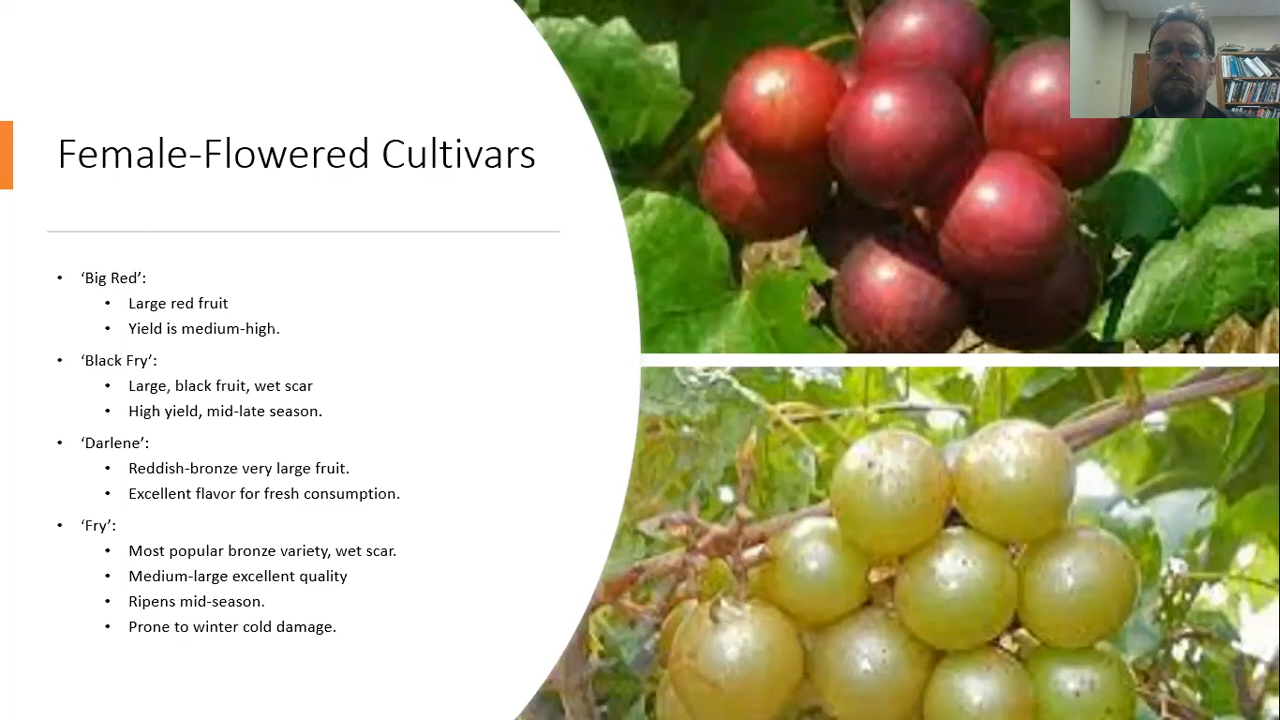 Female-Flowered Cultivars
• ‘Big Red’:
• Large red fruit
• Yield is medium-high.
• ‘Black Fry’:
• Large, black fruit, wet scar
• High yield, mid-late season.
• ‘Darlene’:
• Reddish-bronze very large fruit.
• Excellent flavor for fresh consumption.
• ‘Fry’:
• Most popular bronze variety, wet scar.
• Medium-large excellent quality
• Ripens mid-season.
• Prone to winter cold damage.